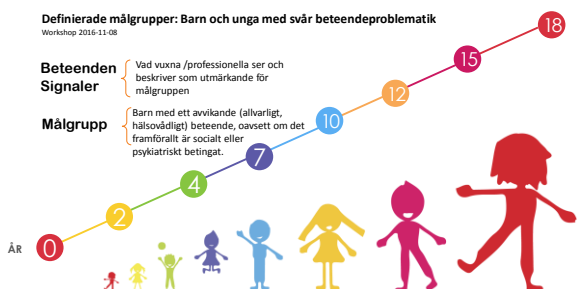 Definierade målgrupper: Barn och unga med svår beteendeproblematik
Workshop 2016-11-08
Beteenden
Signaler
Vad vuxna /professionella ser och
beskriver som utmärkande för
målgruppen
Målgrupp
Barn med ett avvikande (allvarligt,
hälsovådligt) beteende, oavsett om det
framförallt är socialt eller
psykiatriskt betingat.
18
15
12
10
7
4
2
ÅR 0